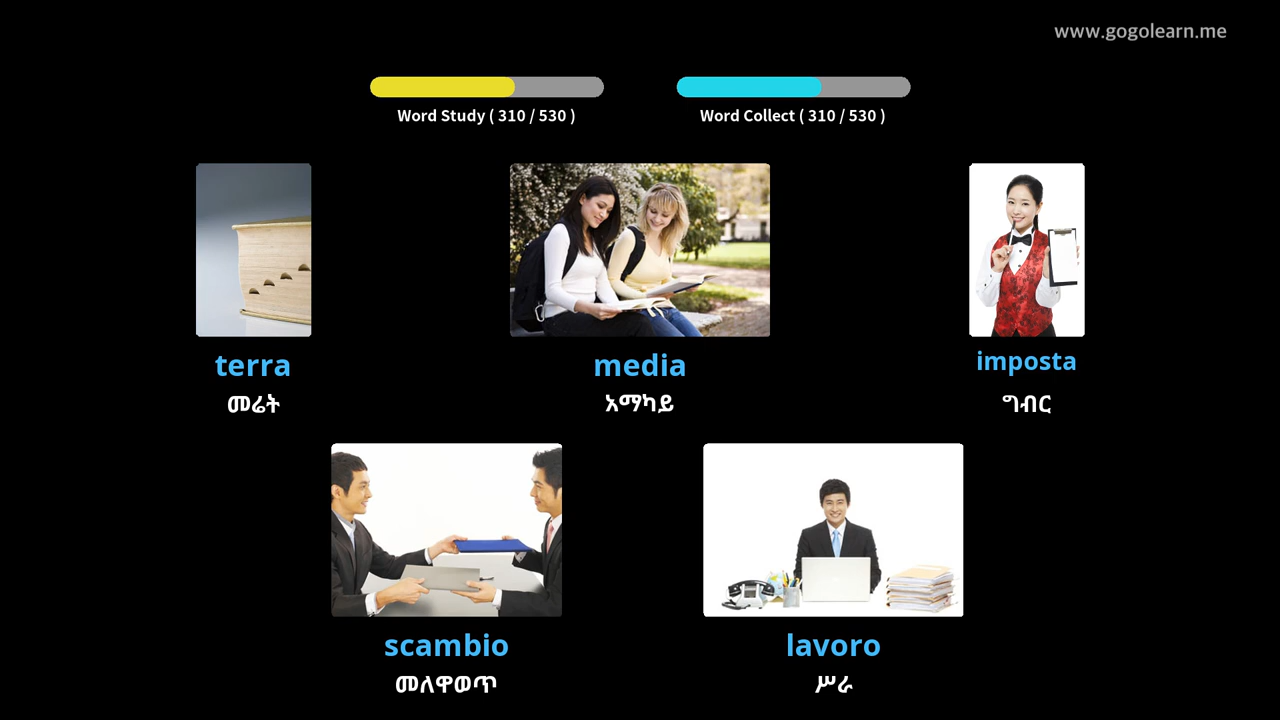 www.gogolearn.me
Word Study ( 310 / 530 )
Word Collect ( 310 / 530 )
terra
media
imposta
መሬት
አማካይ
ግብር
scambio
lavoro
መለዋወጥ
ሥራ